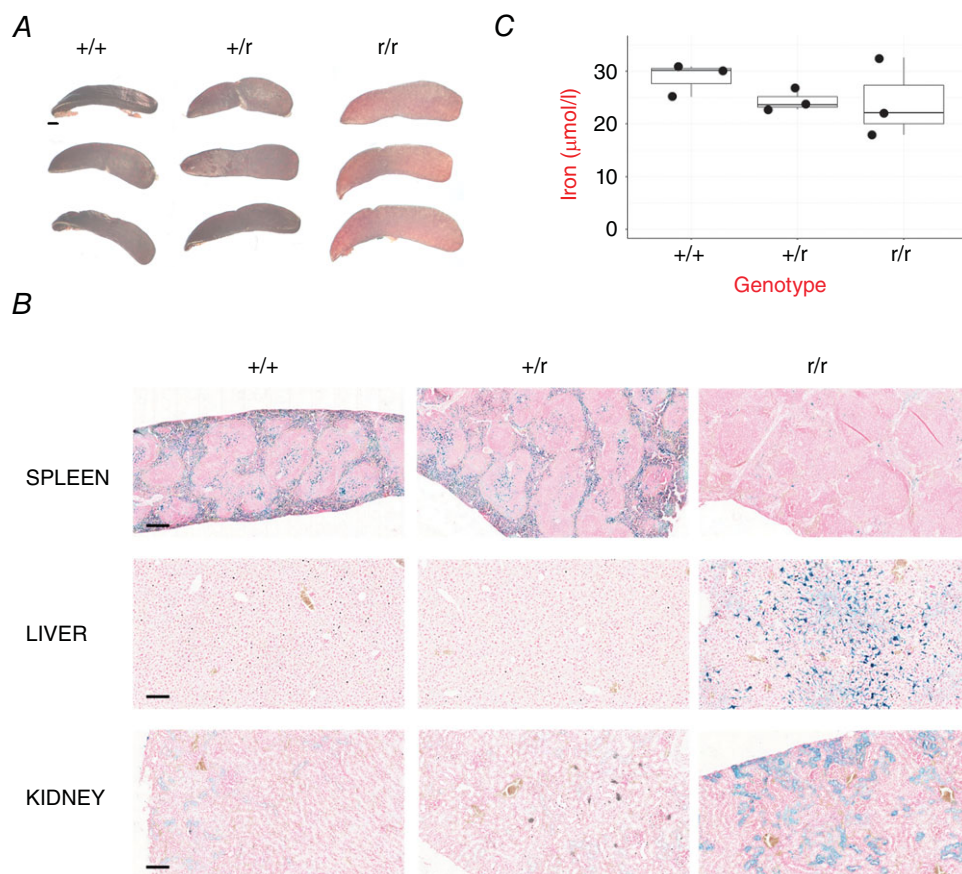 A
+/+ +/r r/r
C
30
20
10
0
Iron (μmol/l)
+/+ +/r r/r
Genotype
B
+/+ +/r r/r
SPLEEN
LIVER
KIDNEY